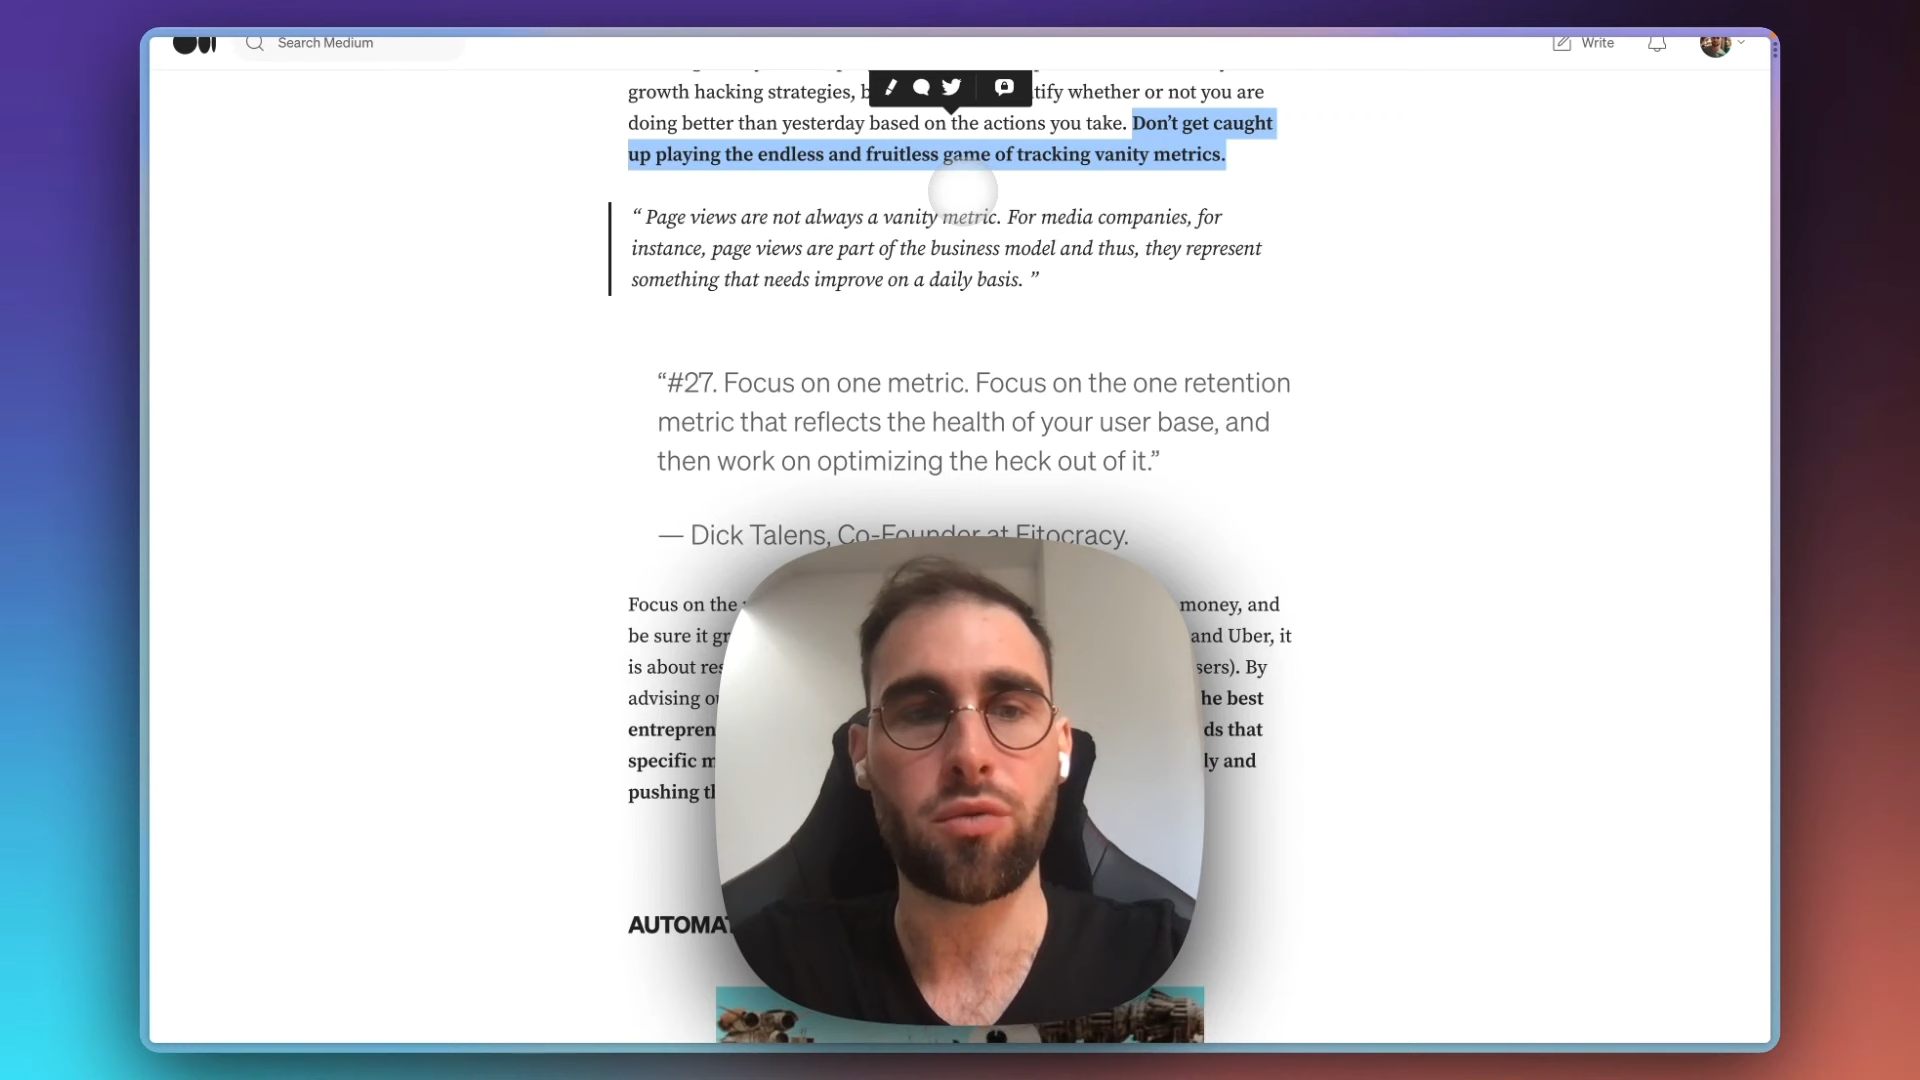 Search Medium
Write
growth hacking strategies, tify whether or not you are
doing better than yesterday based on the actions you take. Don’t get caught
up playing the endless and fruitless game of tracking vanity metrics.
“ Page views are not always a vanity metric. For media companies, for
instance, page views are part of the business model and thus, they represent
something that needs improve on a daily basis. ”
“#27. Focus on one metric. Focus on the one retention
metric that reflects the health of your user base, and
then work on optimizing the heck out of it.”
— Dick Talens, Co-Founder at Fitocracy.
Focus on the money, and
be sure it gr and Uber, it
is about res sers). By
advising he best
entrepren ds that
specific m ly and
pushing th
AUTOMAT